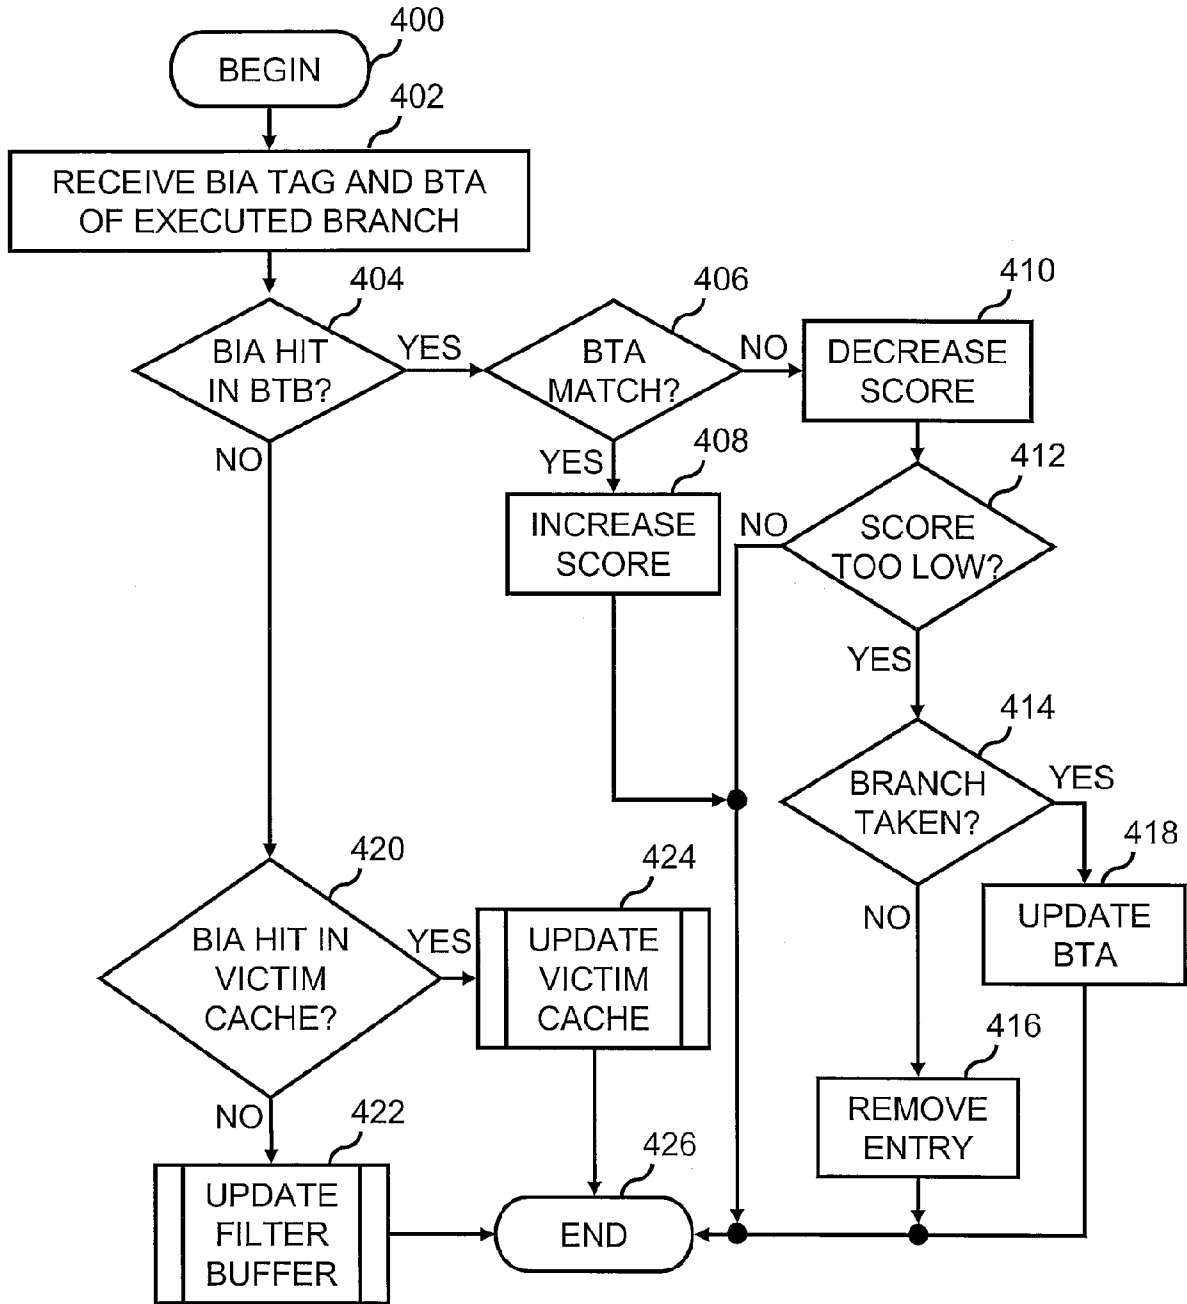 400
BEGIN
402
RECEIVE BIA TAG AND BTA
OF EXECUTED BRANCH
404
BIA HIT
IN BTB?
YES
NO
406
BTA
MATCH?
NO
YES
410
DECREASE
SCORE
408
INCREASE
SCORE
412
SCORE
TOO LOW?
NO
YES
414
BRANCH
TAKEN?
YES
NO
418
UPDATE
BTA
416
REMOVE
ENTRY
420
BIA HIT IN
VICTIM
CACHE?
YES
NO
424
UPDATE
VICTIM
CACHE
422
UPDATE
FILTER
BUFFER
426
END